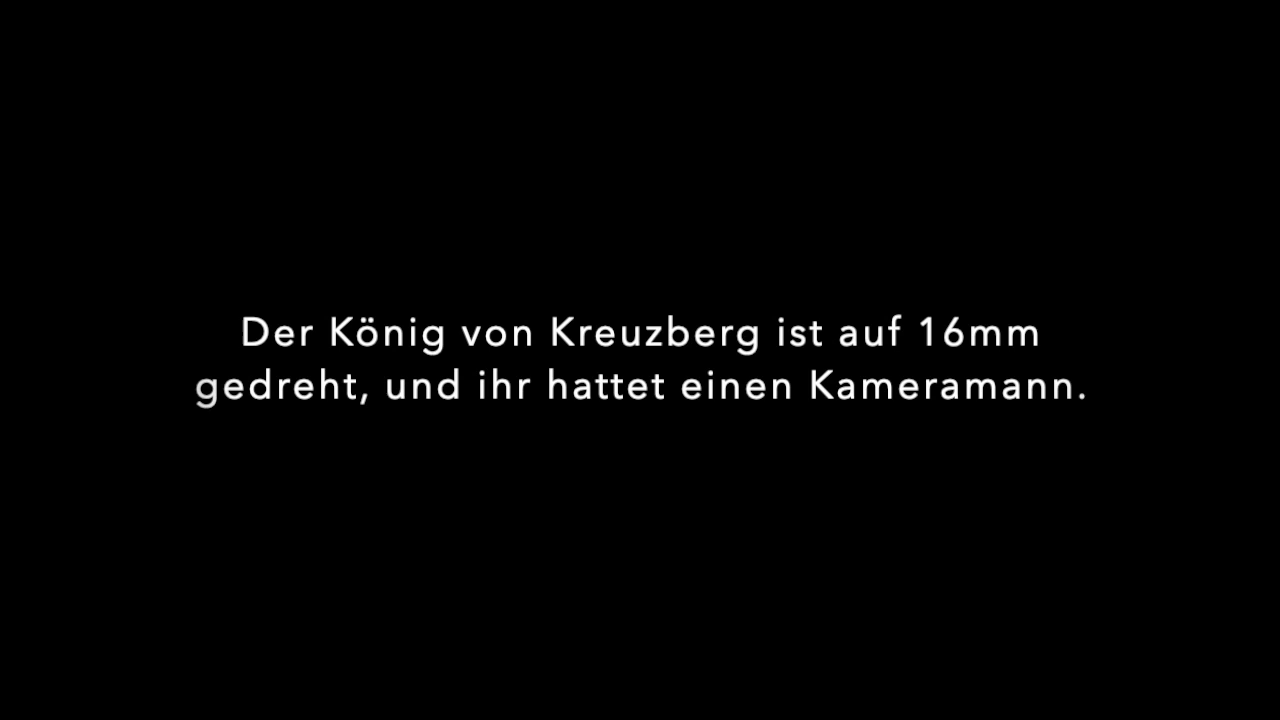 Der König von Kreuzberg ist auf 16mm
gedreht, und ihr hattet einen Kameramann.